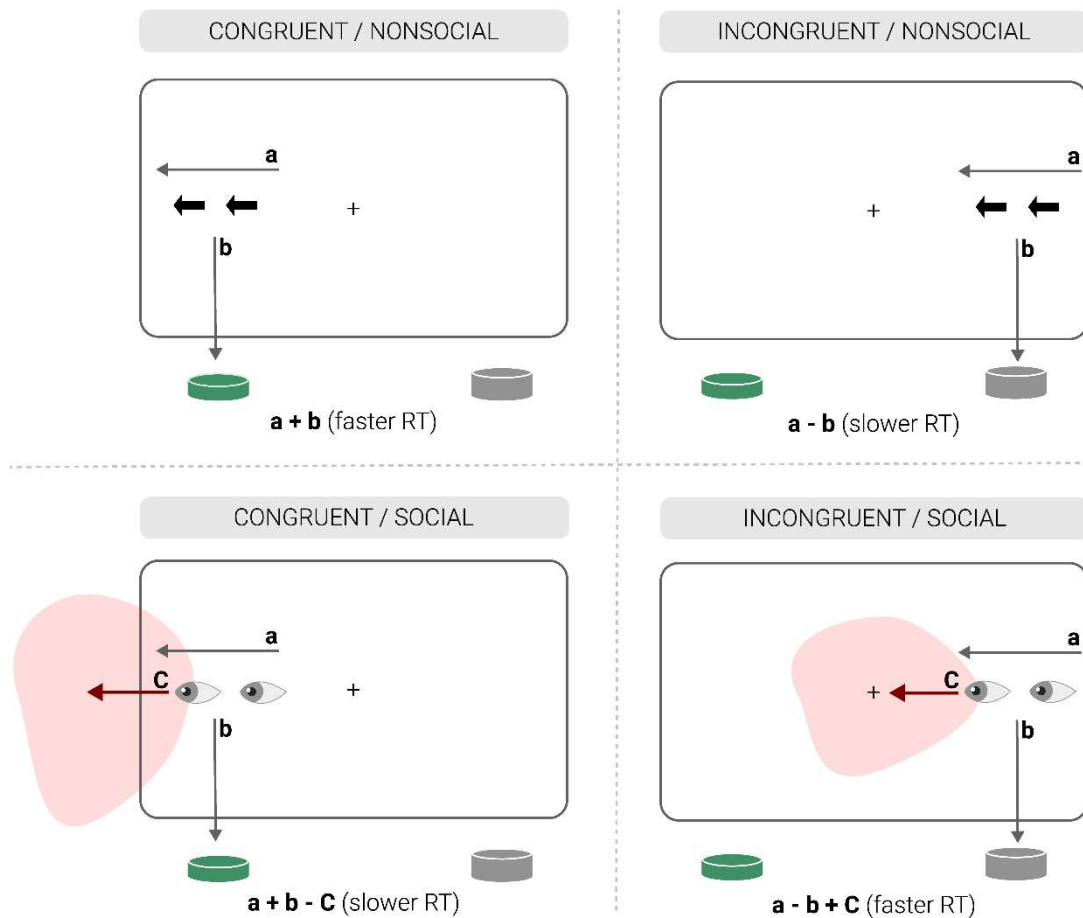 CONGRUENT / NONSOCIAL
INCONGRUENT / NONSOCIAL
a
a
+
+
b
b
a + b (faster RT)
a - b (slower RT)
CONGRUENT / SOCIAL
INCONGRUENT / SOCIAL
a
a
C
+
+
C
b
b
a + b - C (slower RT)
a - b + C (faster RT)